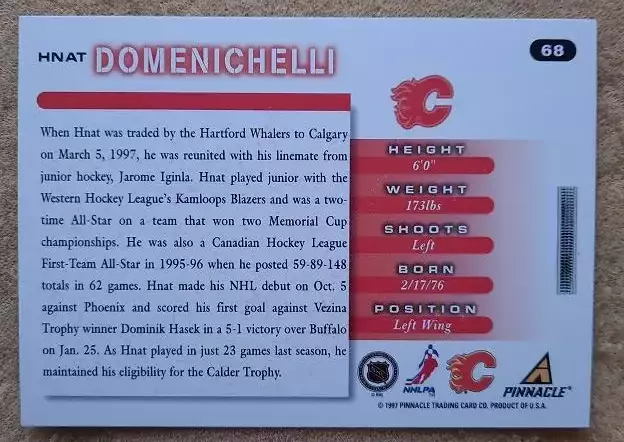 HNAT DOMENICHELLI
68
When Hnat was traded by the Hartford Whalers to Calgary
on March 5, 1997, he was reunited with his linemate from
junior hockey, Jarome Iginla. Hnat played junior with the
Western Hockey League's Kamloops Blazers and was a two-
time All-Star on a team that won two Memorial Cup
championships. He was also a Canadian Hockey League
First-Team All-Star in 1995-96 when he posted 59-89-148
totals in 62 games. Hnat made his NHL debut on Oct. 5
against Phoenix and scored his first goal against Vezina
Trophy winner Dominik Hasek in a 5-1 victory over Buffalo
on Jan. 25. As Hnat played in just 23 games last season, he
maintained his eligibility for the Calder Trophy.
C
HEIGHT
6'0"
WEIGHT
173lbs
SHOOTS
Left
BORN
2/17/76
POSITION
Left Wing
NHL
NHLPA
C
PINNACLE
© 1997 PINNACLE TRADING CARD CO. PRODUCT OF U.S.A.